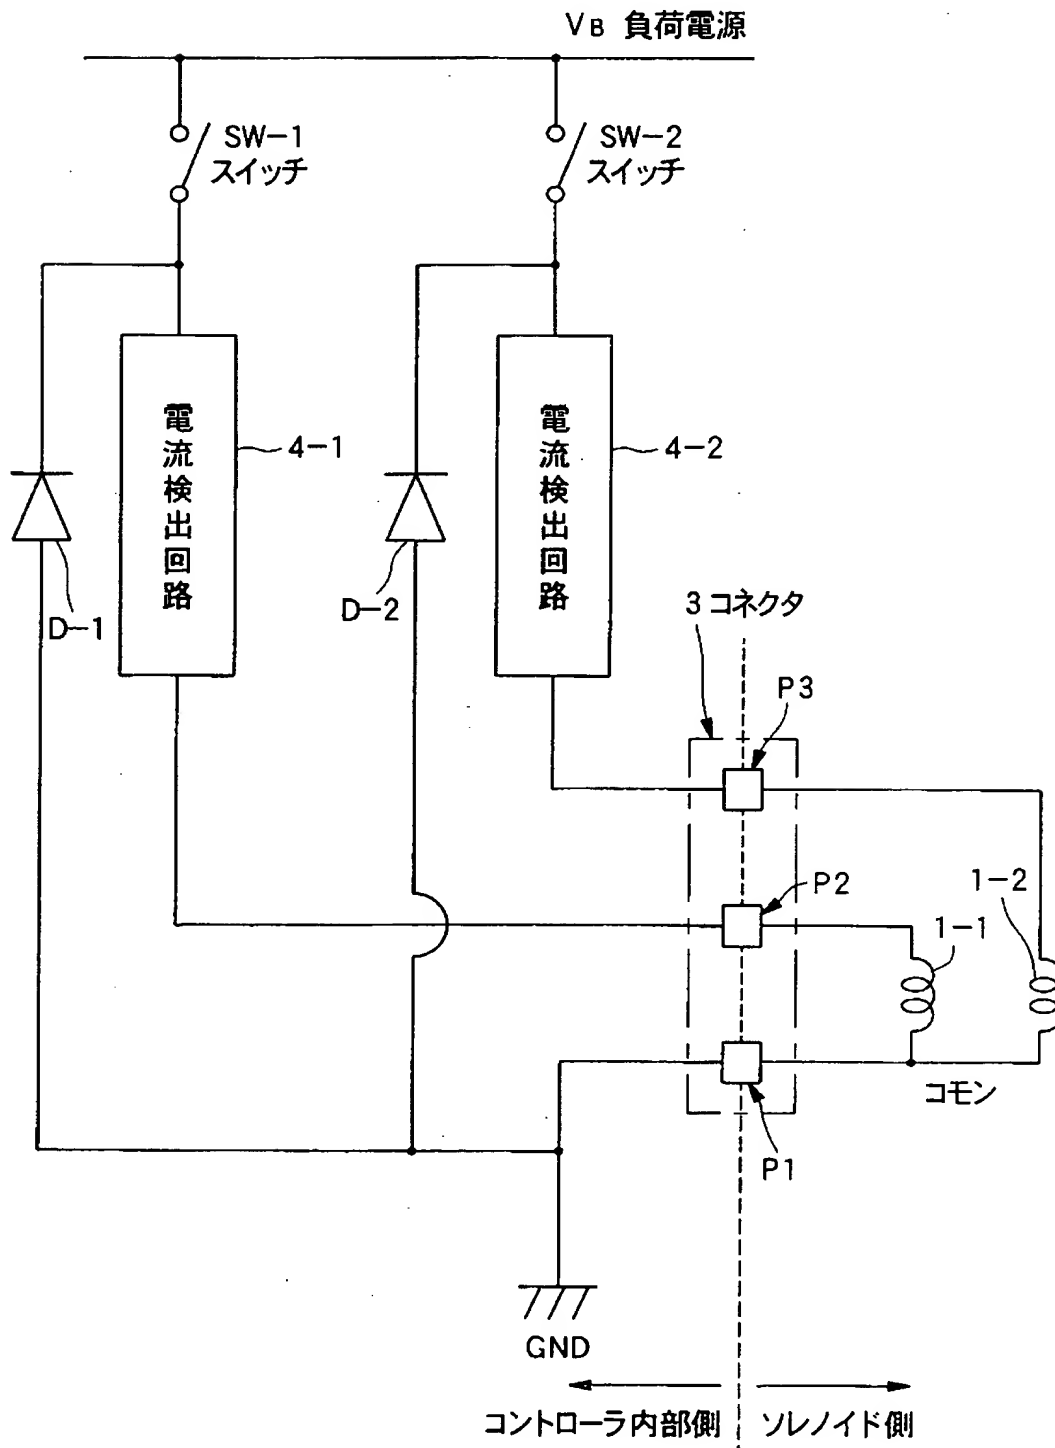 VB 負荷電源
SW-1
スイッチ
SW-2
スイッチ
電流検出回路
4-1
電流検出回路
4-2
D-1
D-2
3 コネクタ
P3
P2
1-2
1-1
コモン
P1
GND
コントローラ内部側
ソレノイド側